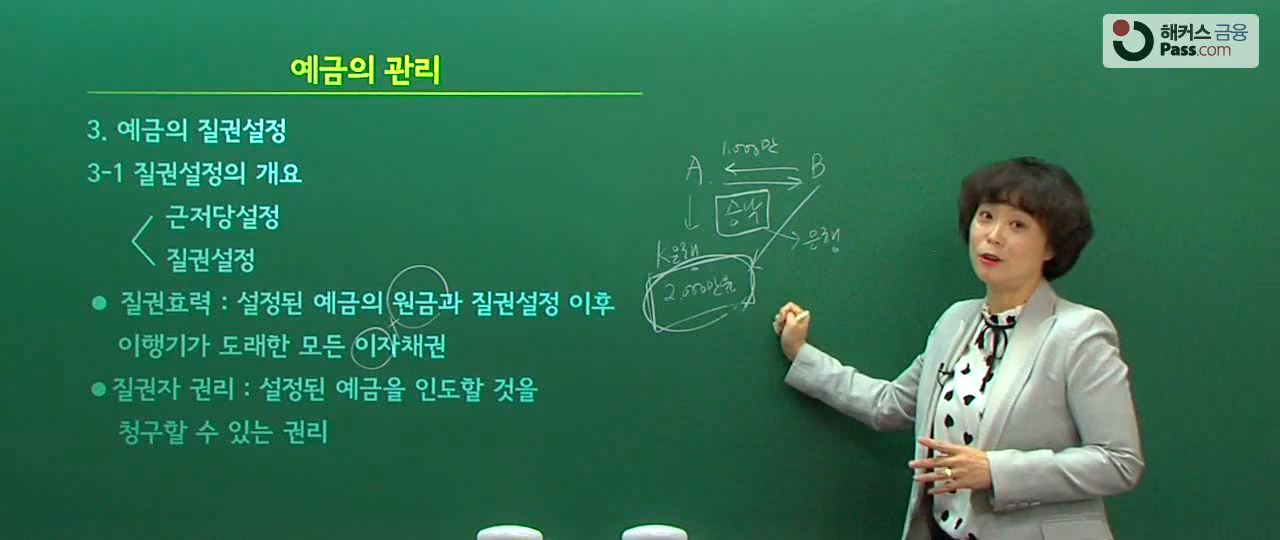 해커스 금융
Pass.com
예금의 관리
3. 예금의 질권설정
3-1 질권설정의 개요
근저당설정
질권설정
● 질권효력 : 설정된 예금의 원금과 질권설정 이후
이행기가 도래한 모든 이자채권
● 질권자 권리 : 설정된 예금을 인도할 것을
청구할 수 있는 권리
1,000만
A B
승낙
은행
K은행
2,000만원